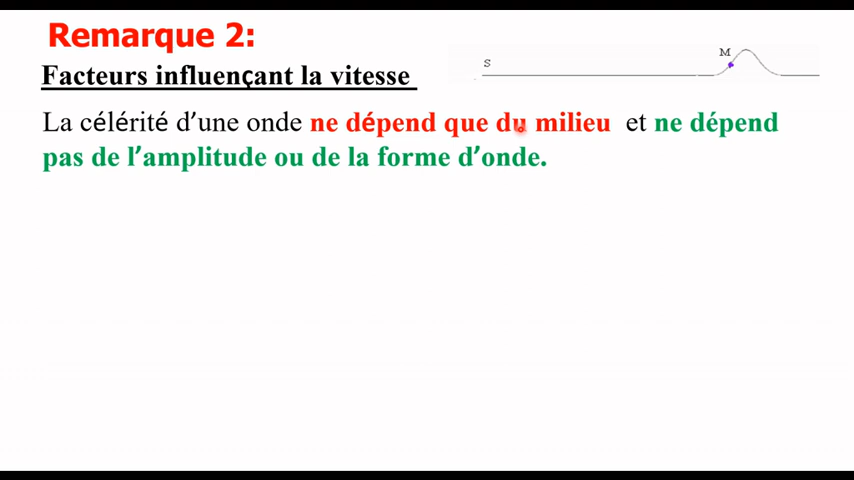 Remarque 2:
S
M
Facteurs influençant la vitesse
La célérité d’une onde ne dépend que du milieu et ne dépend
pas de l’amplitude ou de la forme d’onde.